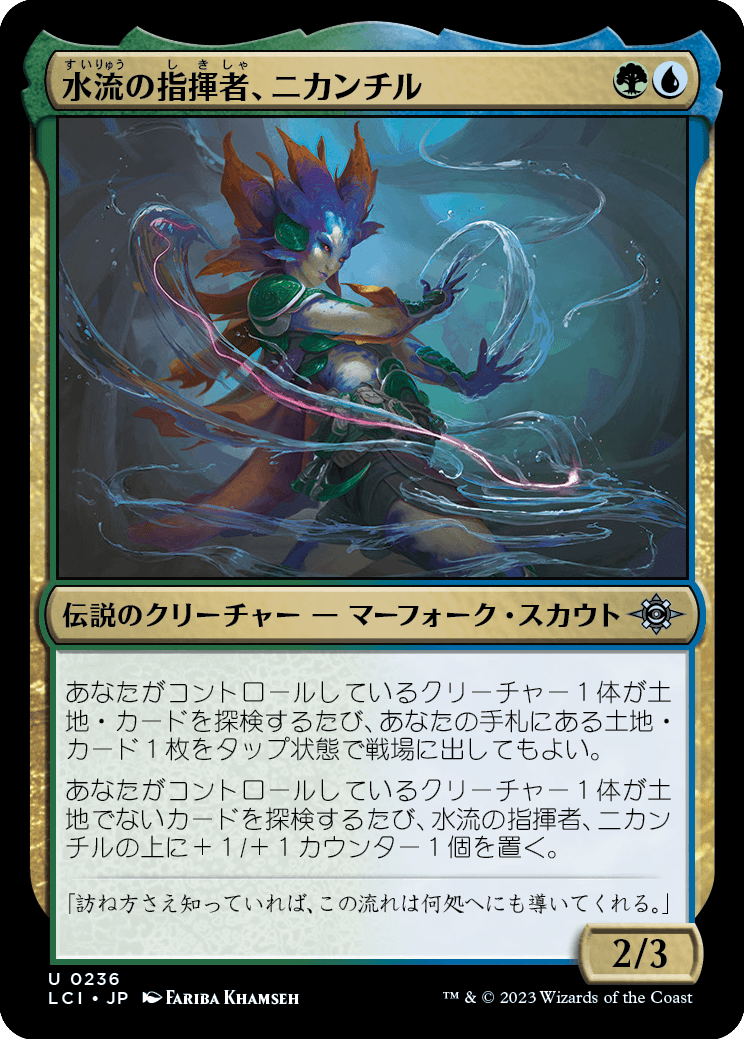 すいりゅう しきしゃ
水流の指揮者、ニカンチル
伝説のクリーチャー — マーフォーク・スカウト
あなたがコントロールしているクリーチャー１体が土
地・カードを探検するたび、あなたの手札にある土地・
カード１枚をタップ状態で戦場に出してもよい。
あなたがコントロールしているクリーチャー１体が土
地でないカードを探検するたび、水流の指揮者、ニカン
チルの上に＋１/＋１カウンター１個を置く。
「訪ね方さえ知っていれば、この流れは何処へにも導いてくれる。」
2/3
U 0236
LCI • JP Fariba Khamseh
™ & © 2023 Wizards of the Coast